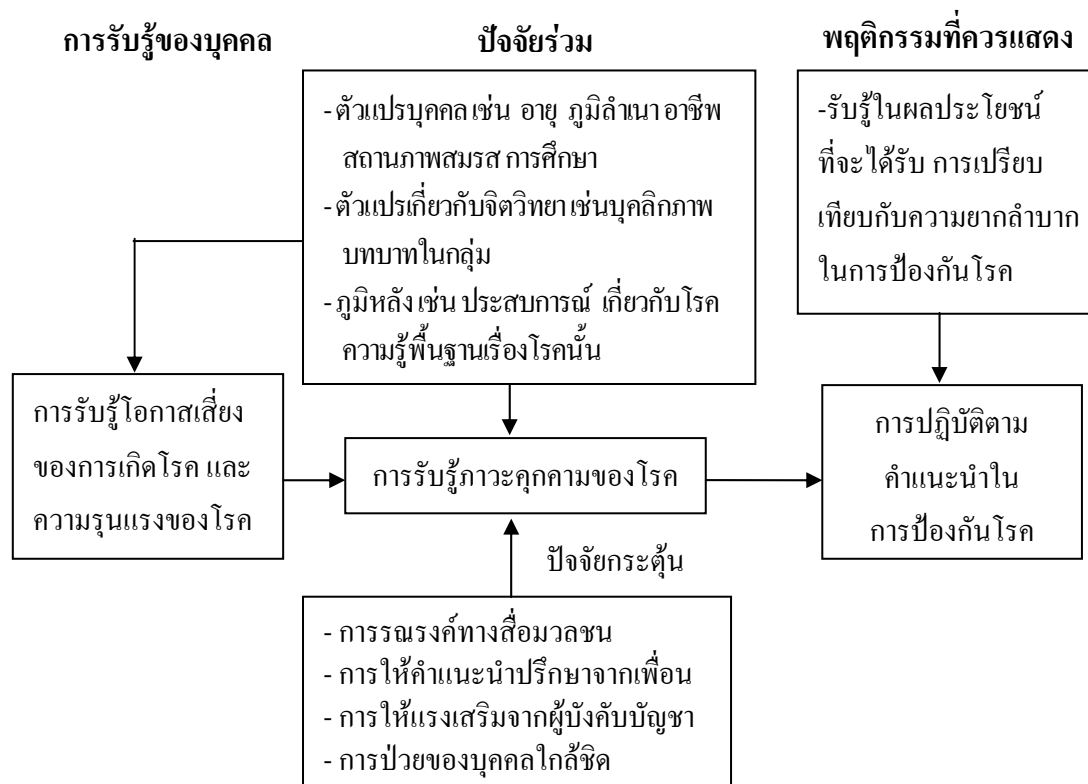 การรับรู้ของบุคคล
ปัจจัยร่วม
พฤติกรรมที่ควรแสดง
- ตัวแปรบุคคล เช่น อายุ ภูมิลำเนา อาชีพ
สถานภาพสมรส การศึกษา
- ตัวแปรเกี่ยวกับจิตวิทยา เช่นบุคลิกภาพ
บทบาทในกลุ่ม
- ภูมิหลัง เช่น ประสบการณ์ เกี่ยวกับโรค
ความรู้พื้นฐานเรื่องโรคนั้น
-รับรู้ในผลประโยชน์
ที่จะได้รับ การเปรียบ
เทียบกับความยากลำบาก
ในการป้องกันโรค
การรับรู้โอกาสเสี่ยง
ของการเกิดโรค และ
ความรุนแรงของโรค
การรับรู้ภาวะคุกคามของโรค
การปฏิบัติตาม
คำแนะนำใน
การป้องกันโรค
ปัจจัยกระตุ้น
- การรณรงค์ทางสื่อมวลชน
- การให้คำแนะนำปรึกษาจากเพื่อน
- การให้แรงเสริมจากผู้บังคับบัญชา
- การป่วยของบุคคลใกล้ชิด